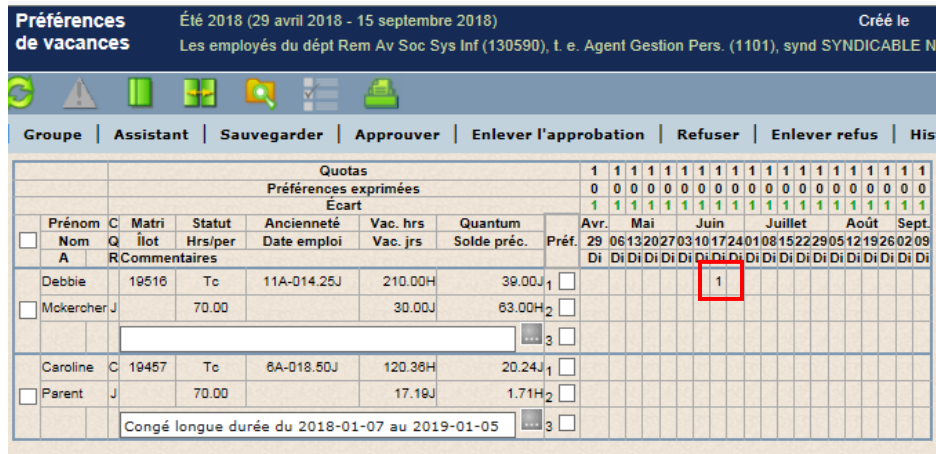 Préférences de vacances
Été 2018 (29 avril 2018 - 15 septembre 2018)
Créé le
Les employés du dépt Rem Av Soc Sys Inf (130590), t. e. Agent Gestion Pers. (1101), synd SYNDICABLE N
Groupe | Assistant | Sauvegarder | Approuver | Enlever l'approbation | Refuser | Enlever refus | His
Quotas 1 1 1 1 1 1 1 1 1 1 1 1 1 1 1 1 1 1 1 1
Préférences exprimées 0 0 0 0 0 0 0 0 0 0 0 0 0 0 0 0 0 0 0 0
Écart 1 1 1 1 1 1 1 1 1 1 1 1 1 1 1 1 1 1 1 1
Prénom C Matri Statut Ancienneté Vac. hrs Quantum Avr. Mai Juin Juillet Août Sept.
Nom Q Îlot Hrs/per Date emploi Vac. jrs Solde préc. Préf. 29 06 13 20 27 03 10 17 24 01 08 15 22 29 05 12 19 26 02 09
A R Commentaires Di Di Di Di Di Di Di Di Di Di Di Di Di Di Di Di Di Di Di Di
Debbie 19516 Tc 11A-014.25J 210.00H 39.00J 1 1
Mckercher J 70.00 30.00J 63.00H 2
... 3
Caroline C 19457 Tc 6A-018.50J 120.36H 20.24J 1
Parent J 70.00 17.19J 1.71H 2
Congé longue durée du 2018-01-07 au 2019-01-05 ... 3